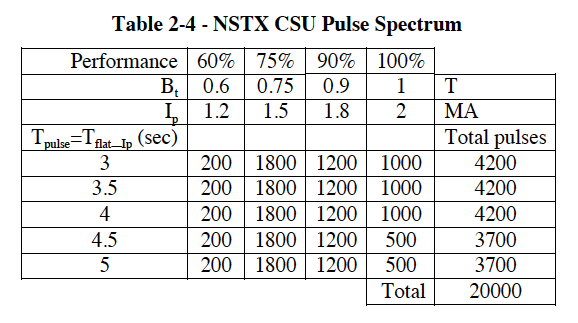 Table 2-4 - NSTX CSU Pulse Spectrum
Performance 60% 75% 90% 100%
Bt 0.6 0.75 0.9 1 T
Ip 1.2 1.5 1.8 2 MA
Tpulse=Tflat_Ip (sec) Total pulses
3 200 1800 1200 1000 4200
3.5 200 1800 1200 1000 4200
4 200 1800 1200 1000 4200
4.5 200 1800 1200 500 3700
5 200 1800 1200 500 3700
Total 20000